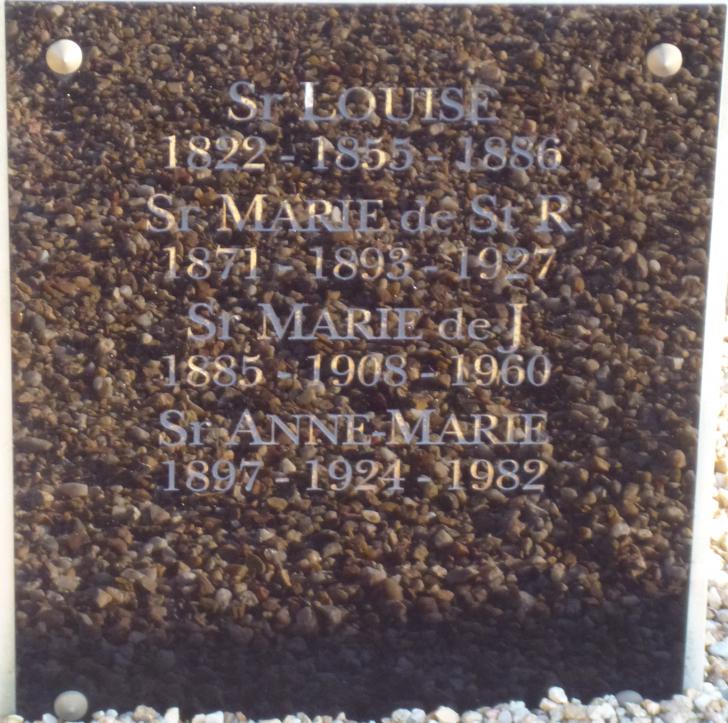 Sr LOUISE
1822 - 1855 - 1886
Sr MARIE de St R
1871 - 1893 - 1927
Sr MARIE de J
1885 - 1908 - 1960
Sr ANNE-MARIE
1897 - 1924 - 1982